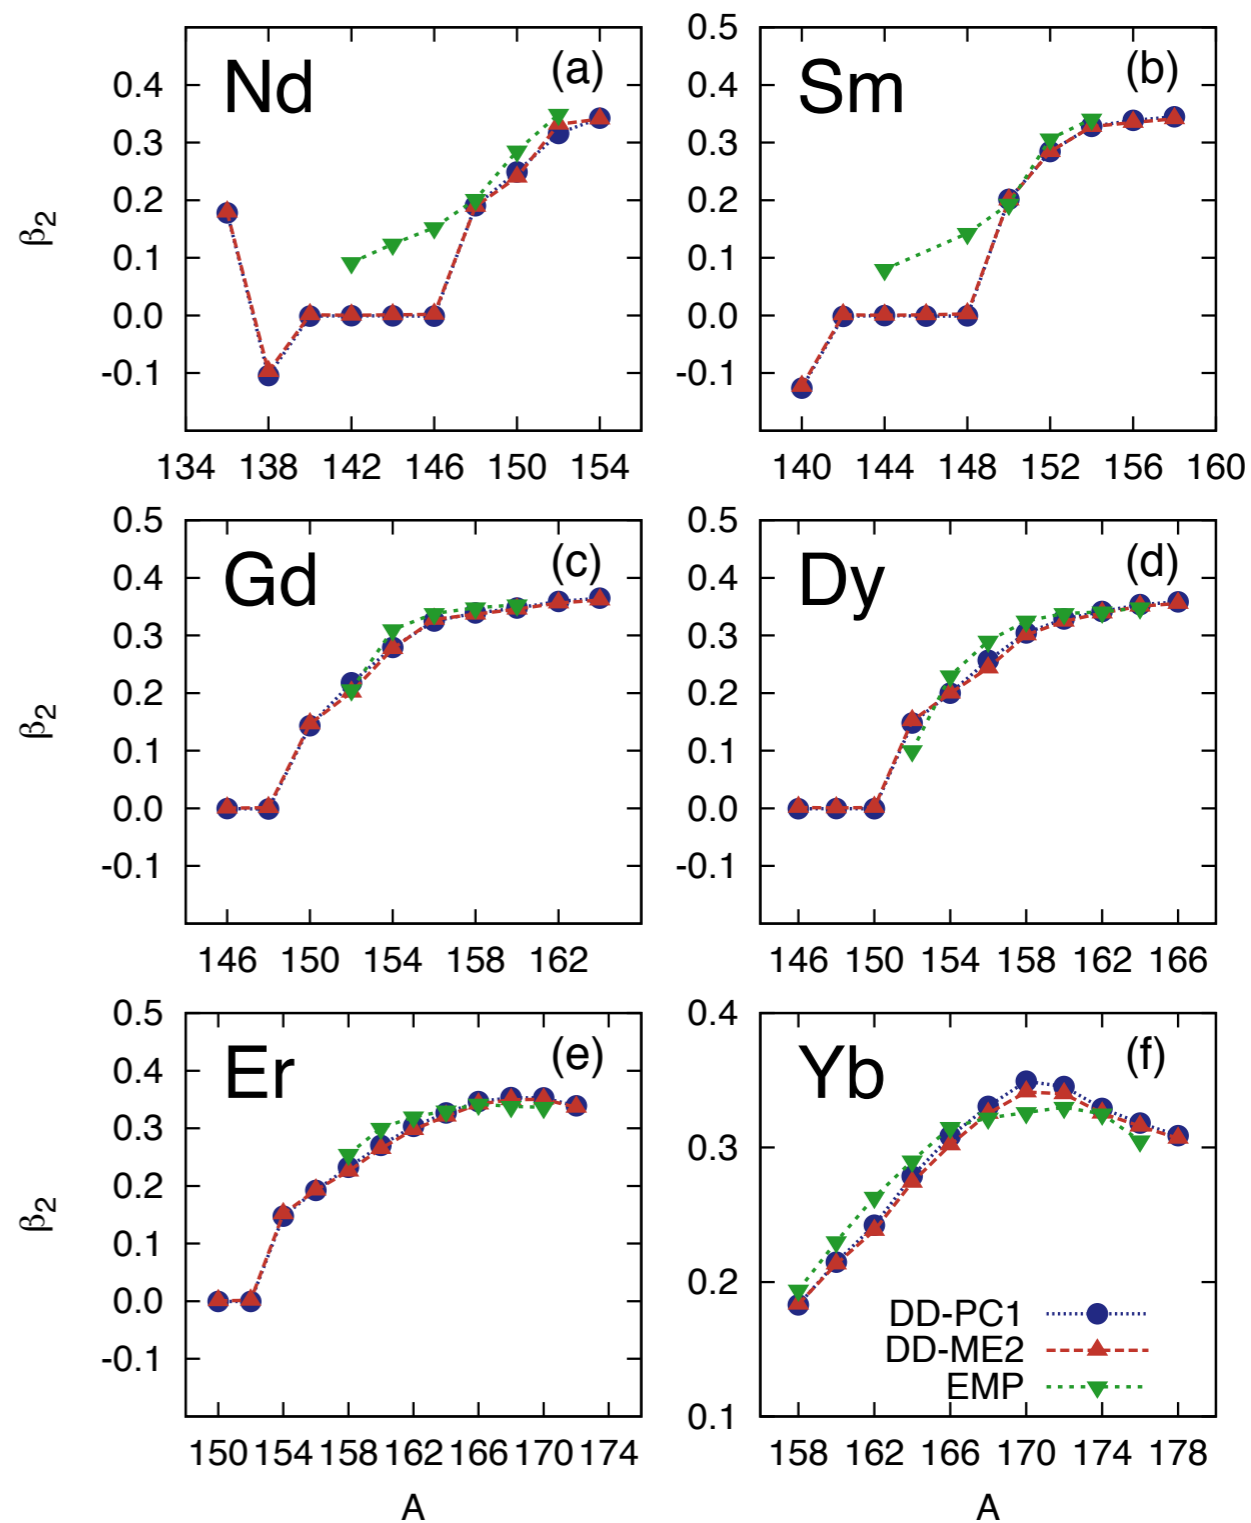 0.5
Nd (a) Sm (b)
0.4 0.4
0.3 0.3
β2 0.2 0.2
0.1 0.1
0.0 0.0
-0.1 -0.1
134 138 142 146 150 154 140 144 148 152 156 160
0.5 0.5
Gd (c) Dy (d)
0.4 0.4
0.3 0.3
β2 0.2 0.2
0.1 0.1
0.0 0.0
-0.1 -0.1
146 150 154 158 162 146 150 154 158 162 166
0.5 0.4
Er (e) Yb (f)
0.4
0.3 0.3
β2 0.2
0.1 0.2
0.0 DD-PC1
DD-ME2
-0.1 EMP
0.1
150 154 158 162 166 170 174 158 162 166 170 174 178
A A